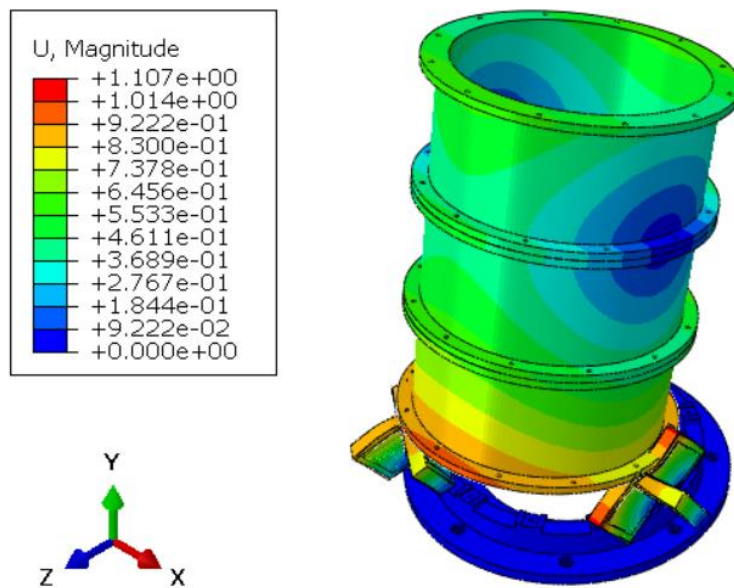 U, Magnitude
+1.107e+00
+1.014e+00
+9.222e-01
+8.300e-01
+7.378e-01
+6.456e-01
+5.533e-01
+4.611e-01
+3.689e-01
+2.767e-01
+1.844e-01
+9.222e-02
+0.000e+00
Y
Z
X